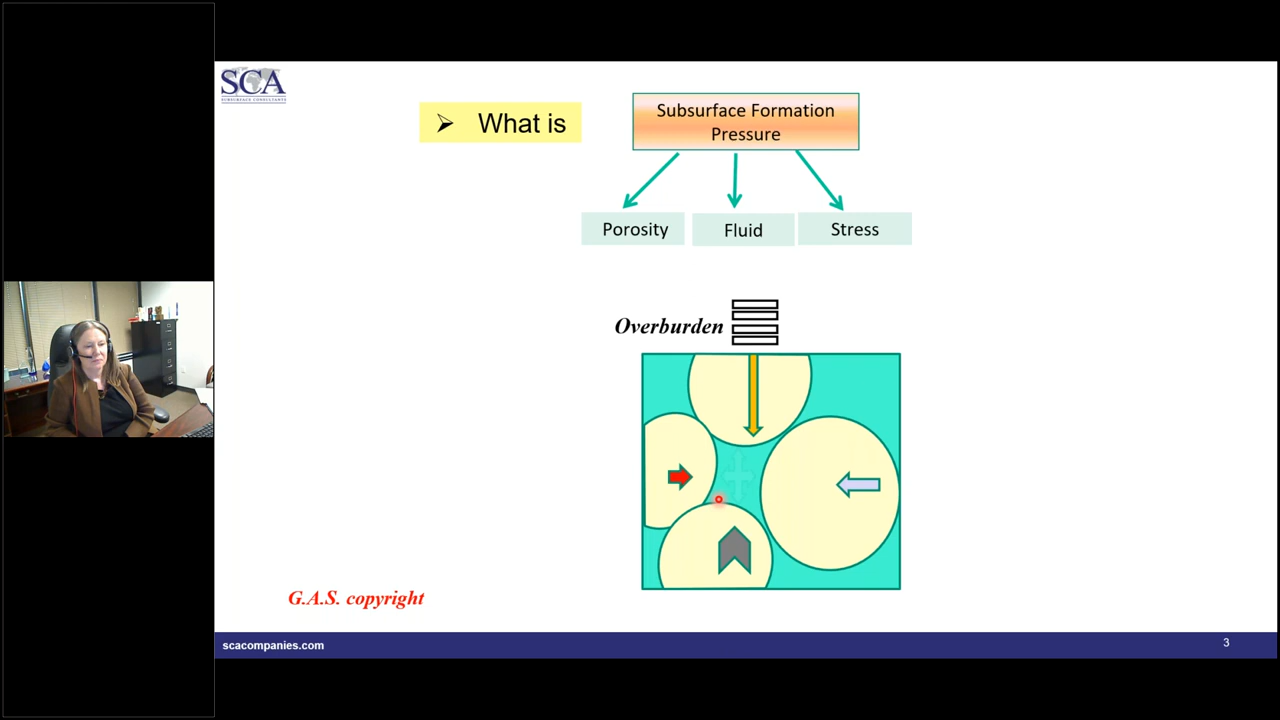 SCA
SUBSURFACE CONSULTANTS
What is
Subsurface Formation
Pressure
Porosity
Fluid
Stress
Overburden
G.A.S. copyright
scacompanies.com
3